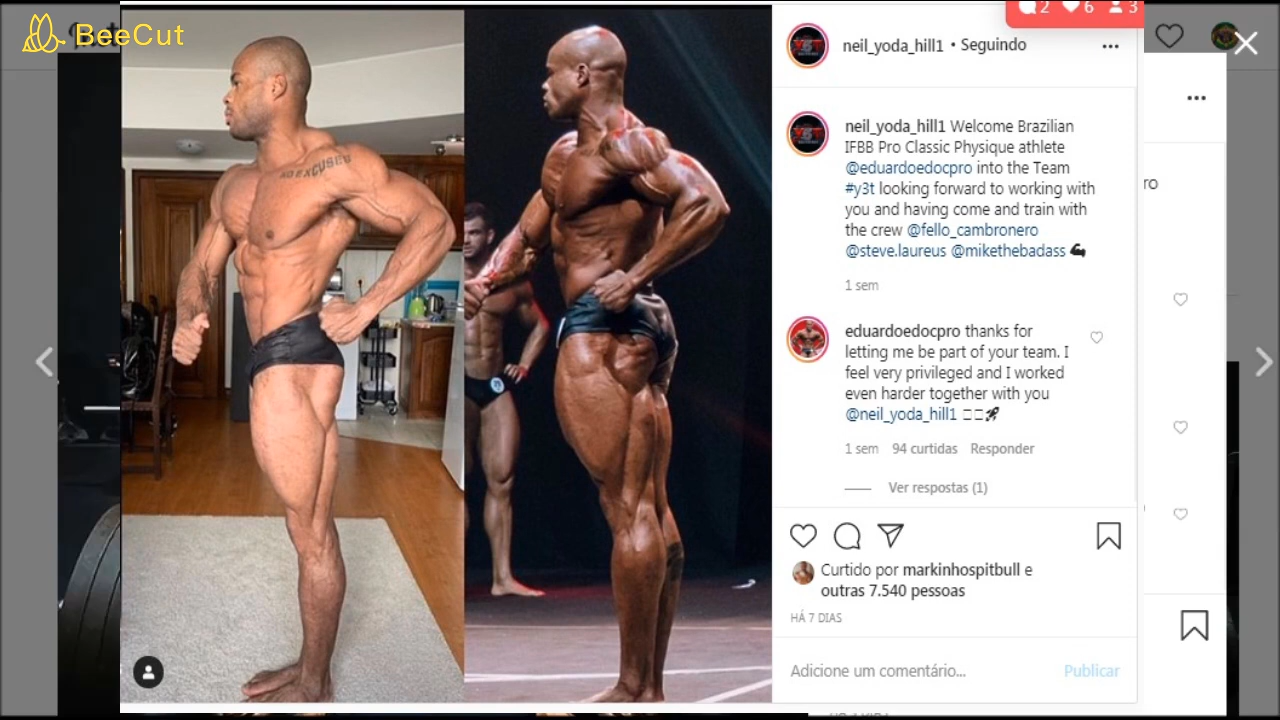 BeeCut
2 6 3
neil_yoda_hill1 • Seguindo
neil_yoda_hill1 Welcome Brazilian
IFBB Pro Classic Physique athlete
@eduardoedocpro into the Team
#y3t looking forward to working with
you and having come and train with
the crew @fello_cambronero
@steve.laureus @mikethebadass
1 sem
eduardoedocpro thanks for
letting me be part of your team. I
feel very privileged and I worked
even harder together with you
@neil_yoda_hill1
1 sem 94 curtidas Responder
Ver respostas (1)
Curtido por markinhospitbull e
outras 7.540 pessoas
HÁ 7 DIAS
Adicione um comentário... Publicar
ro
NO EXCUSES